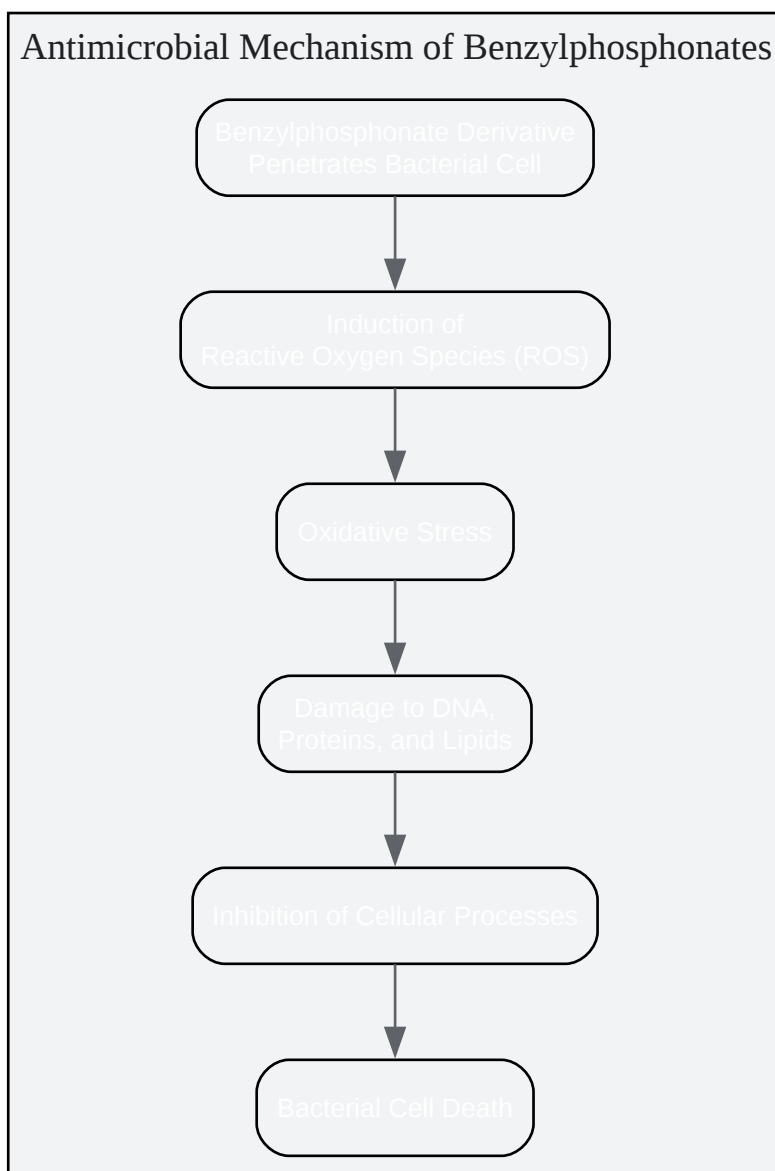 Antimicrobial Mechanism of Benzylphosphonates
Benzylphosphonate Derivative
Penetrates Bacterial Cell
Induction of
Reactive Oxygen Species (ROS)
Oxidative Stress
Damage to DNA,
Proteins, and Lipids
Inhibition of Cellular Processes
Bacterial Cell Death